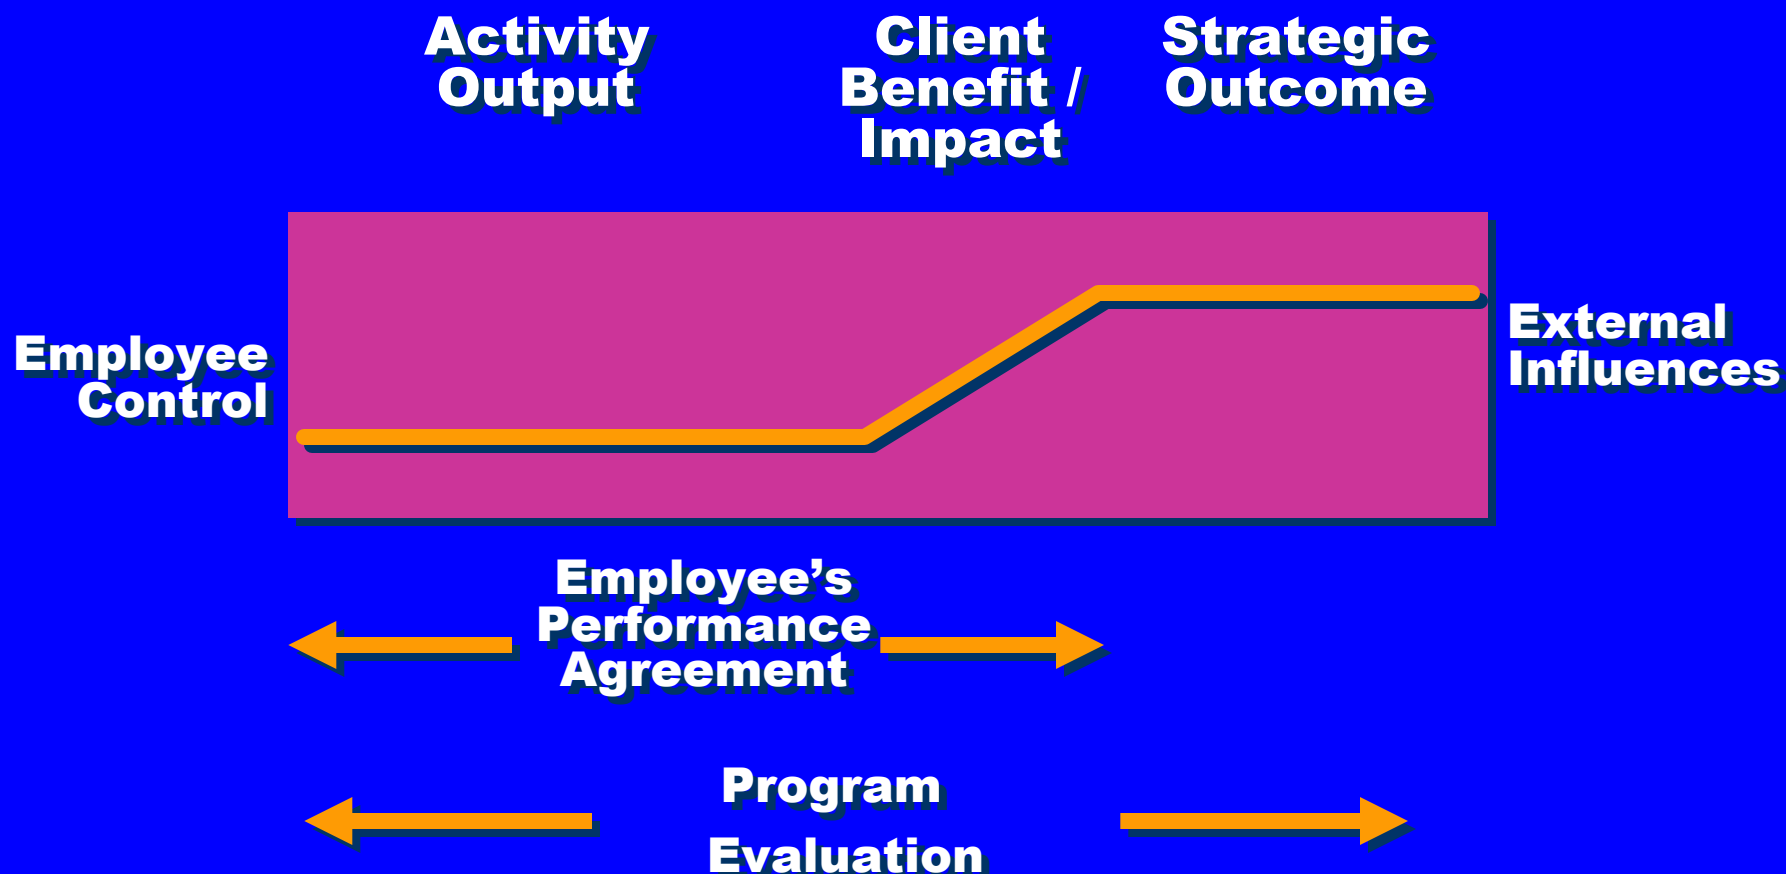 Activity
Output
Client
Benefit /
Impact
Strategic
Outcome
Employee
Control
External
Influences
Employee’s
Performance
Agreement
Program
Evaluation